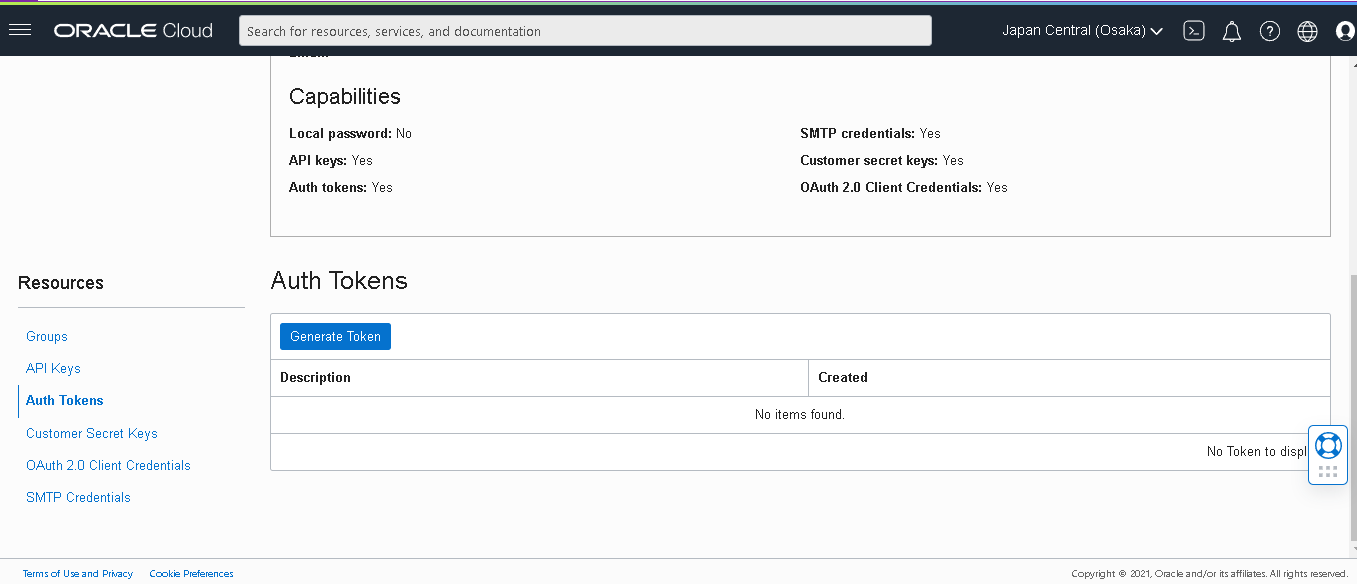 ORACLE Cloud
Search for resources, services, and documentation
Japan Central (Osaka)
Capabilities
Local password: No
API keys: Yes
Auth tokens: Yes
SMTP credentials: Yes
Customer secret keys: Yes
OAuth 2.0 Client Credentials: Yes
Resources
Groups
API Keys
Auth Tokens
Customer Secret Keys
OAuth 2.0 Client Credentials
SMTP Credentials
Auth Tokens
Generate Token
Description Created
No items found.
No Token to displ
Terms of Use and Privacy Cookie Preferences
Copyright © 2021, Oracle and/or its affiliates. All rights reserved.